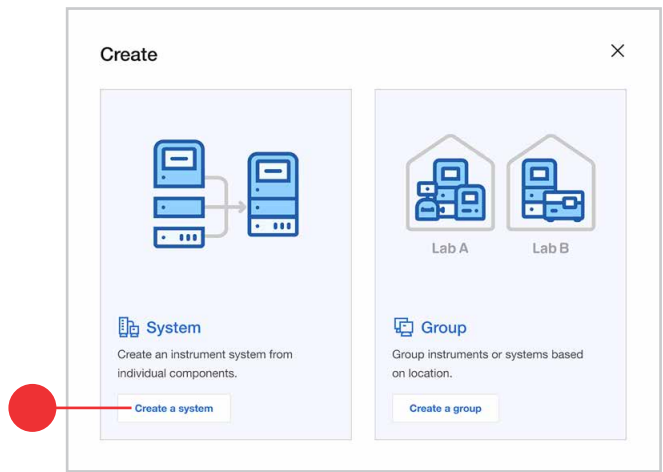 Create
Lab A
Lab B
System
Create an instrument system from
individual components.
Create a system
Group
Group instruments or systems based
on location.
Create a group